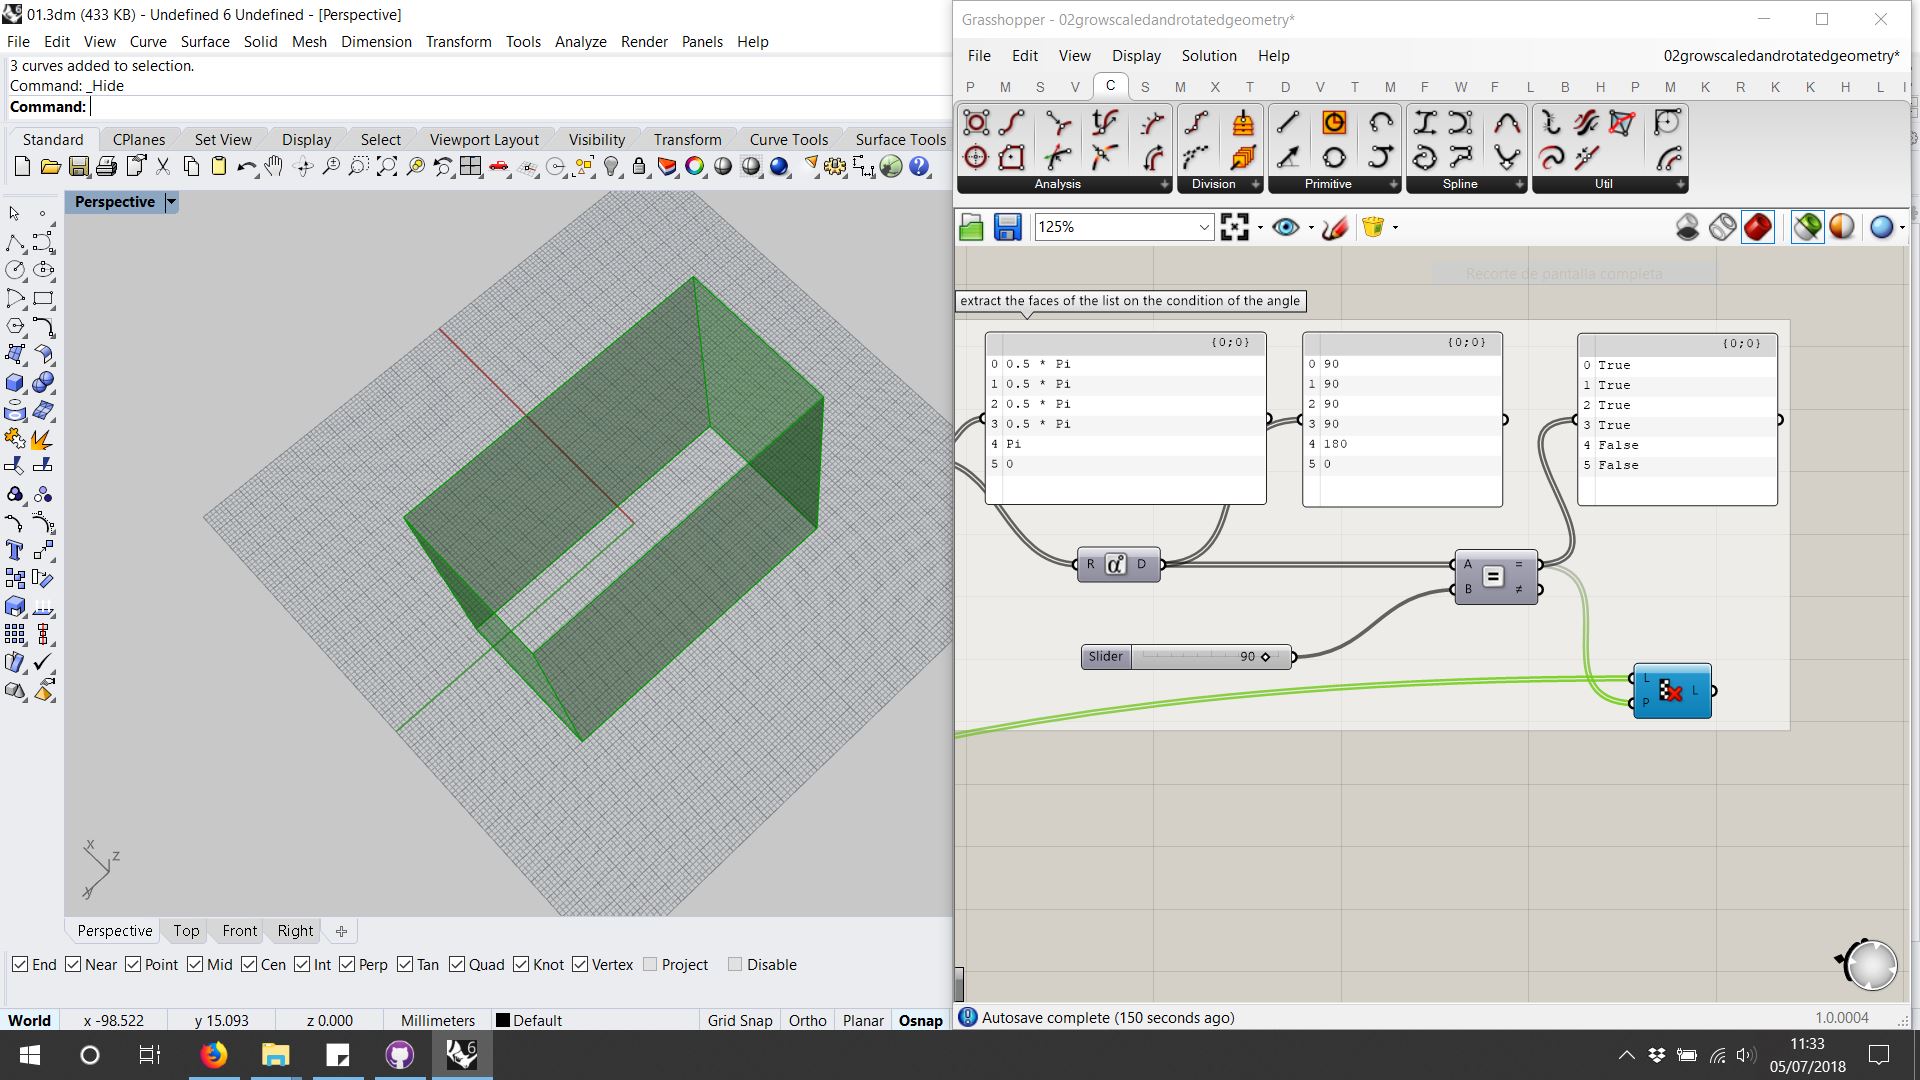 01.3dm (433 KB) - Undefined 6 Undefined - [Perspective]
File Edit View Curve Surface Solid Mesh Dimension Transform Tools Analyze Render Panels Help
3 curves added to selection.
Command: _Hide
Command:
Standard CPlanes Set View Display Select Viewport Layout Visibility Transform Curve Tools Surface Tools
Perspective
x z
y
Perspective Top Front Right
End Near Point Mid Cen Int Perp Tan Quad Knot Vertex Project Disable
World x -98.522 y 15.093 z 0.000 Millimeters Default Grid Snap Ortho Planar Osnap
Grasshopper - 02growscaledandrotatedgeometry*
File Edit View Display Solution Help 02growscaledandrotatedgeometry*
P M S V C S M X T D V T M F W F L B H P M K R K K H L I
Analysis Division Primitive Spline Util
125%
Recorte de pantalla completa
extract the faces of the list on the condition of the angle
{0;0}
0 0.5 * Pi
1 0.5 * Pi
2 0.5 * Pi
3 0.5 * Pi
4 Pi
5 0
{0;0}
0 90
1 90
2 90
3 90
4 180
5 0
{0;0}
0 True
1 True
2 True
3 True
4 False
5 False
R α° D
A =
B ≠
=
Slider 90
L
P
L
Autosave complete (150 seconds ago) 1.0.0004
6
11:33
05/07/2018